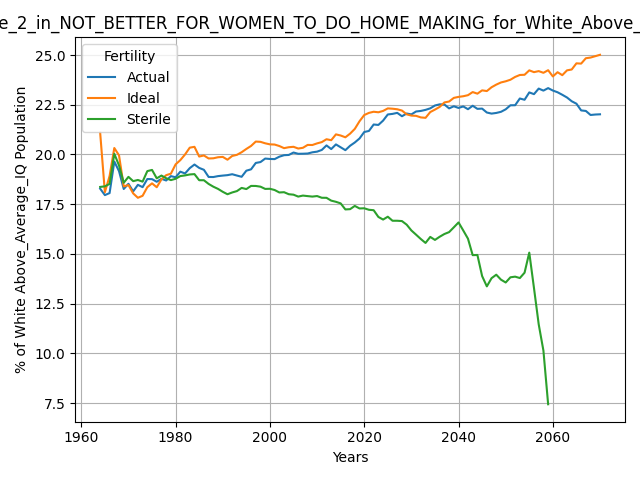 e_2_in_NOT_BETTER_FOR_WOMEN_TO_DO_HOME_MAKING_for_White_Above_
Fertility
Actual
Ideal
Sterile
% of White Above_Average_IQ Population
25.0
22.5
20.0
17.5
15.0
12.5
10.0
7.5
1960
1980
2000
2020
2040
2060
Years